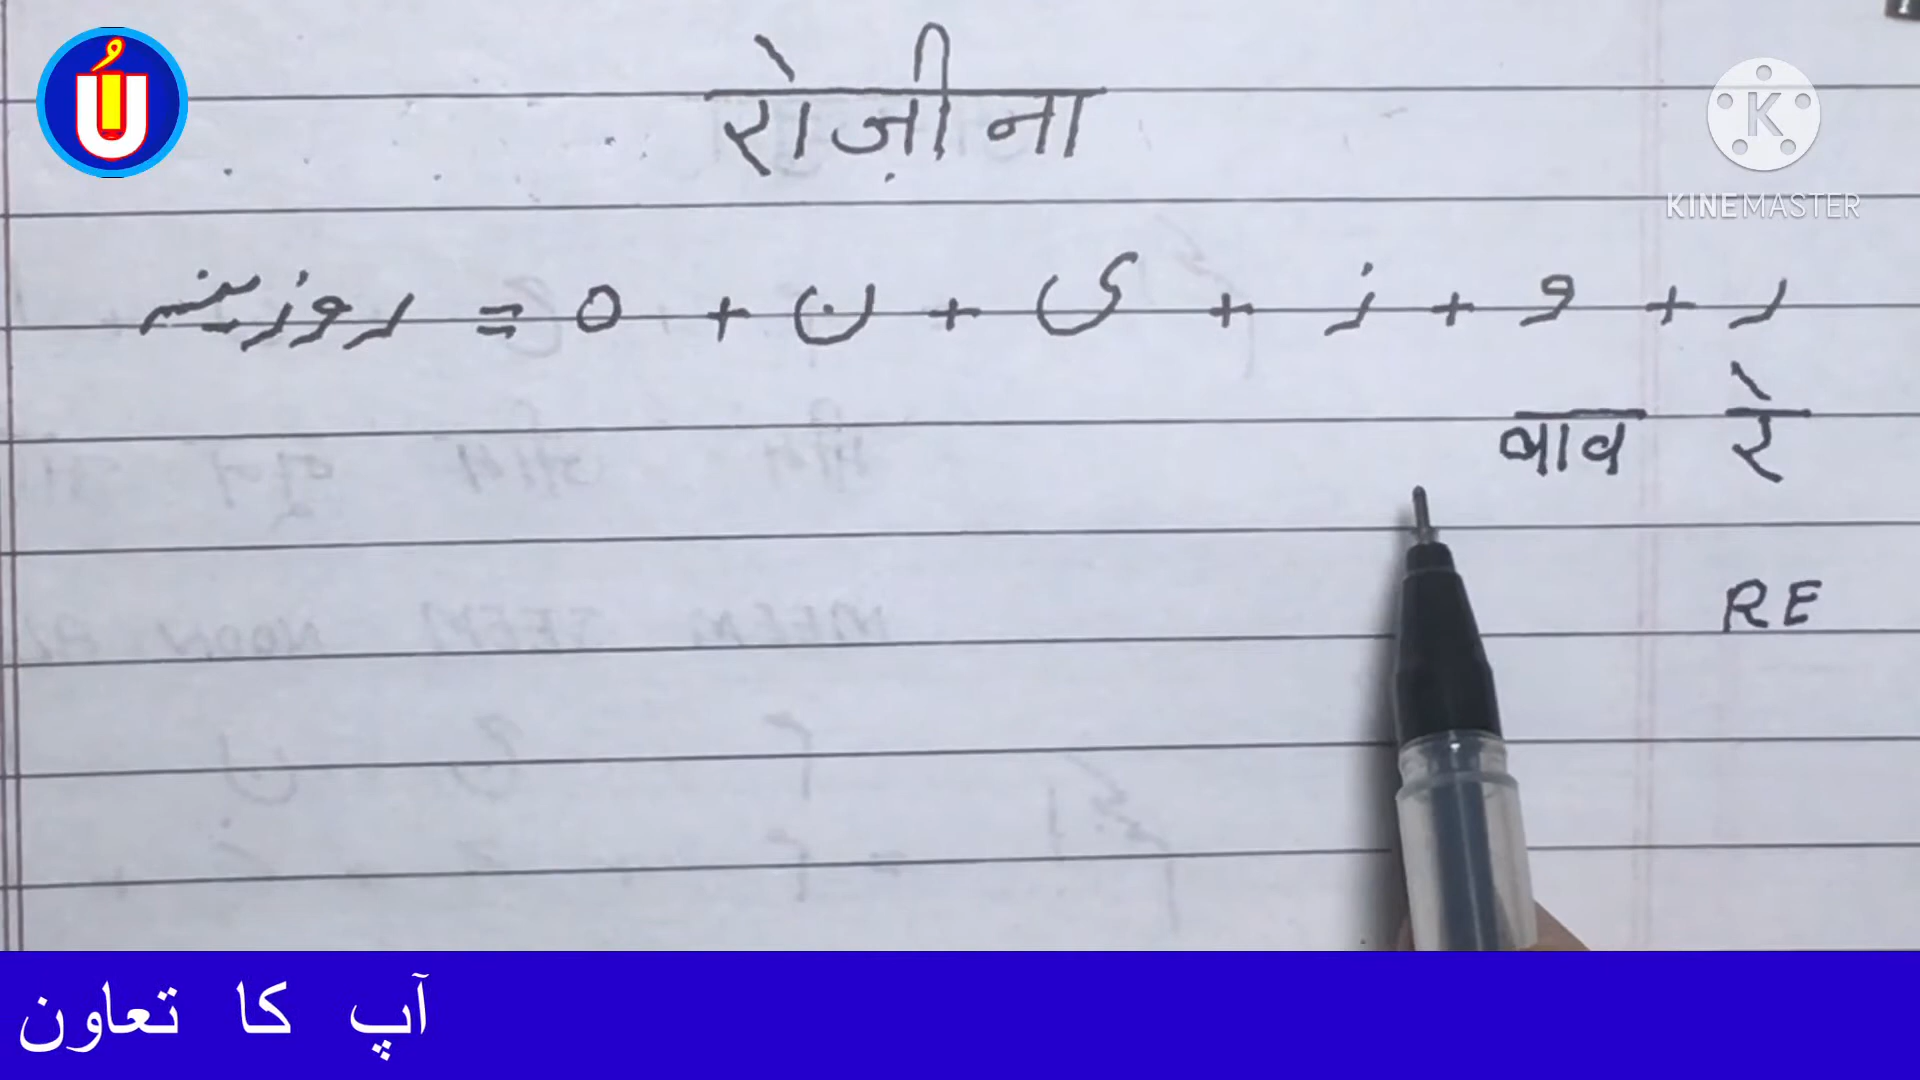 रोज़ीना
ر + و + ز + ی + ن + ہ = روزینہ
रे वाव
RE
KINEMASTER
آپ کا تعاون